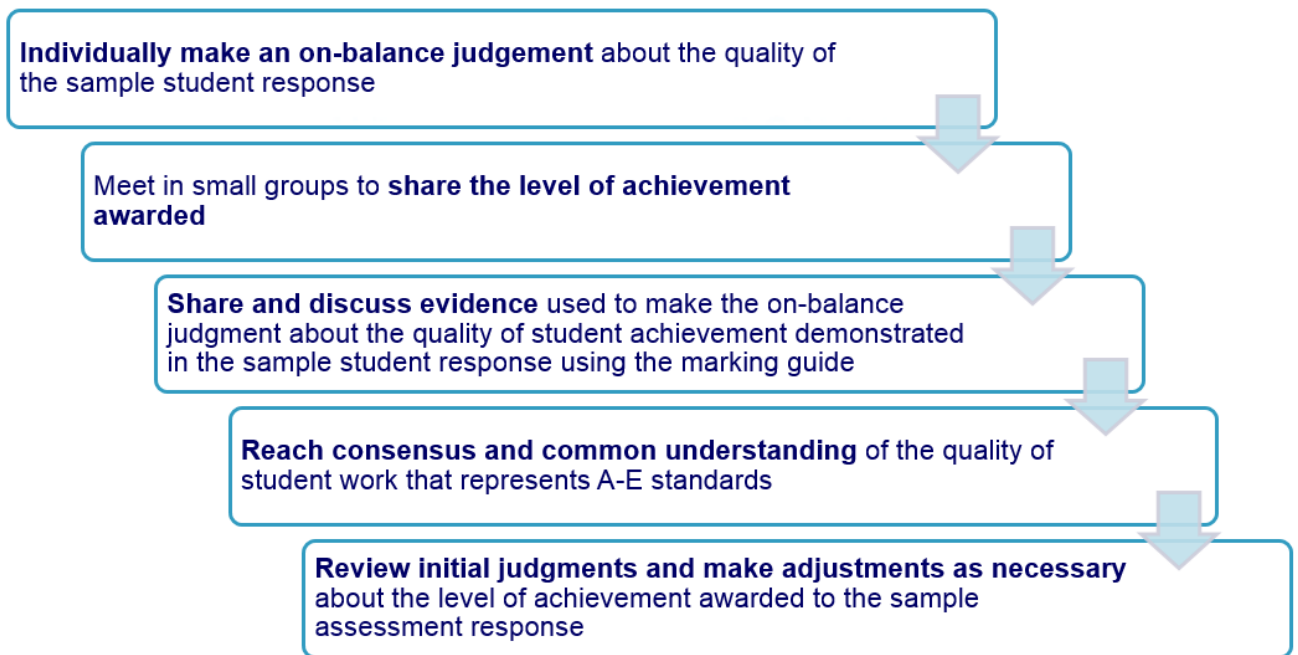 Individually make an on-balance judgement about the quality of
the sample student response
Meet in small groups to share the level of achievement
awarded
Share and discuss evidence used to make the on-balance
judgment about the quality of student achievement demonstrated
in the sample student response using the marking guide
Reach consensus and common understanding of the quality of
student work that represents A-E standards
Review initial judgments and make adjustments as necessary
about the level of achievement awarded to the sample
assessment response